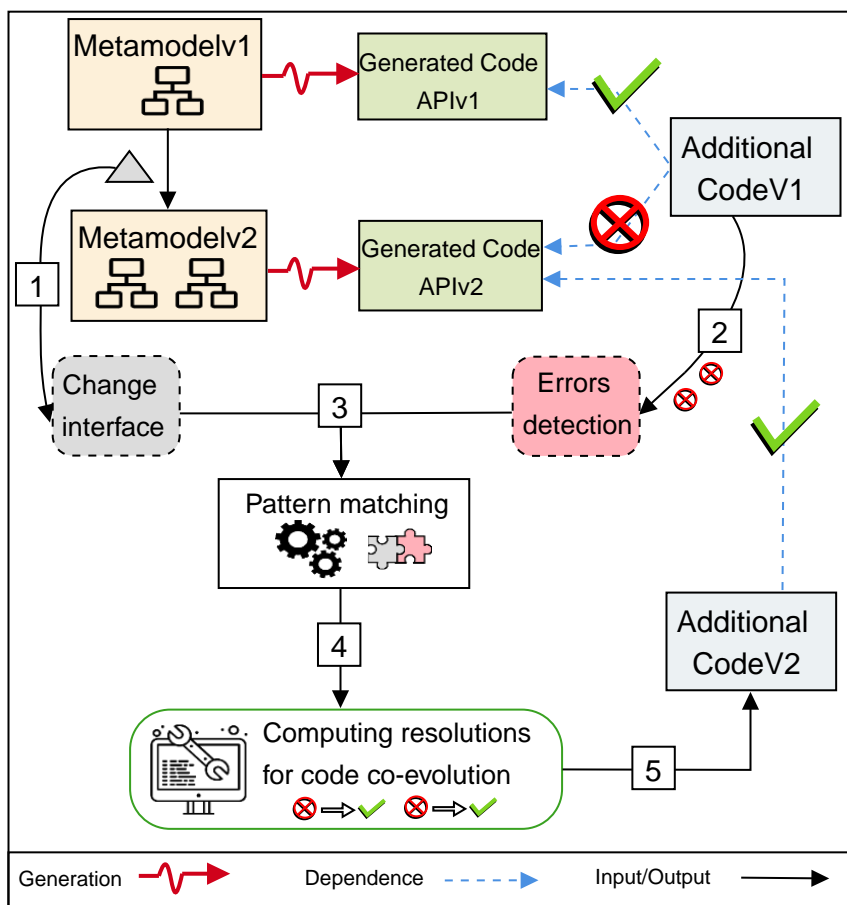 Metamodelv1
Generated Code
APIv1
Additional
CodeV1
Metamodelv2
Generated Code
APIv2
1
2
Change
interface
3
Errors
detection
Pattern matching
4
Additional
CodeV2
Computing resolutions
for code co-evolution
5
Generation
Dependence
Input/Output